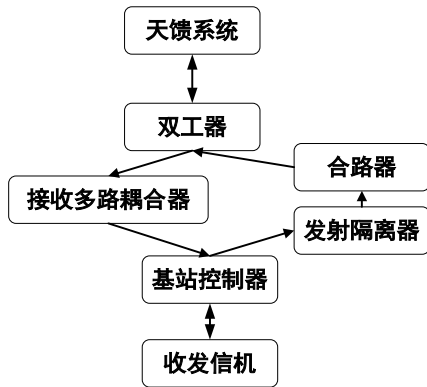 天馈系统
双工器
合路器
接收多路耦合器
发射隔离器
基站控制器
收发信机